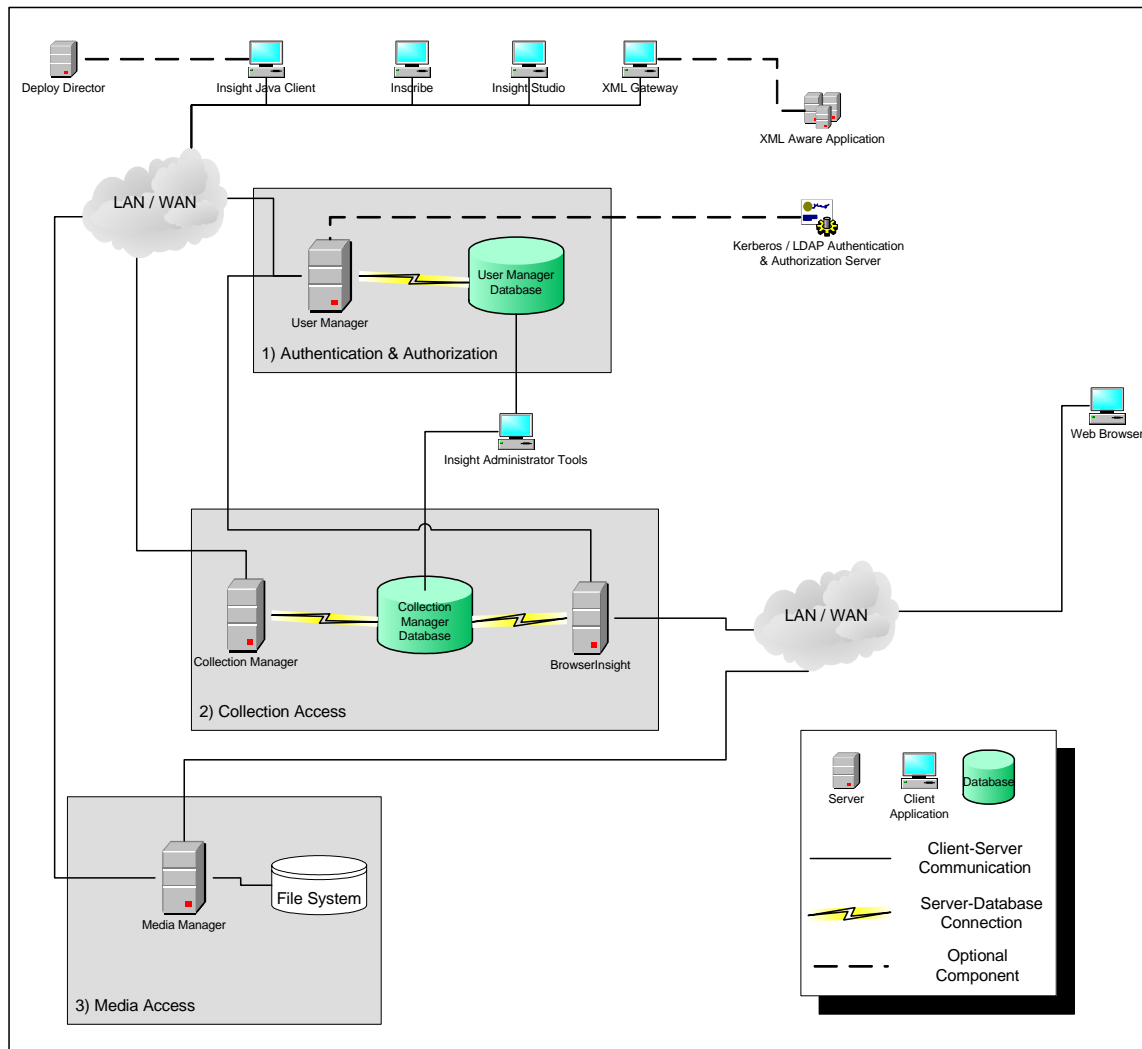 Deploy Director
Insight Java Client
Inscribe
Insight Studio
XML Gateway
XML Aware Application
LAN / WAN
Kerberos / LDAP Authentication
& Authorization Server
User Manager
Database
User Manager
1) Authentication & Authorization
Web Browser
Insight Administrator Tools
Collection
Manager
Database
LAN / WAN
Collection Manager
BrowserInsight
2) Collection Access
Database
Server
Client
Application
Client-Server
Communication
File System
Server-Database
Connection
Media Manager
Optional
Component
3) Media Access